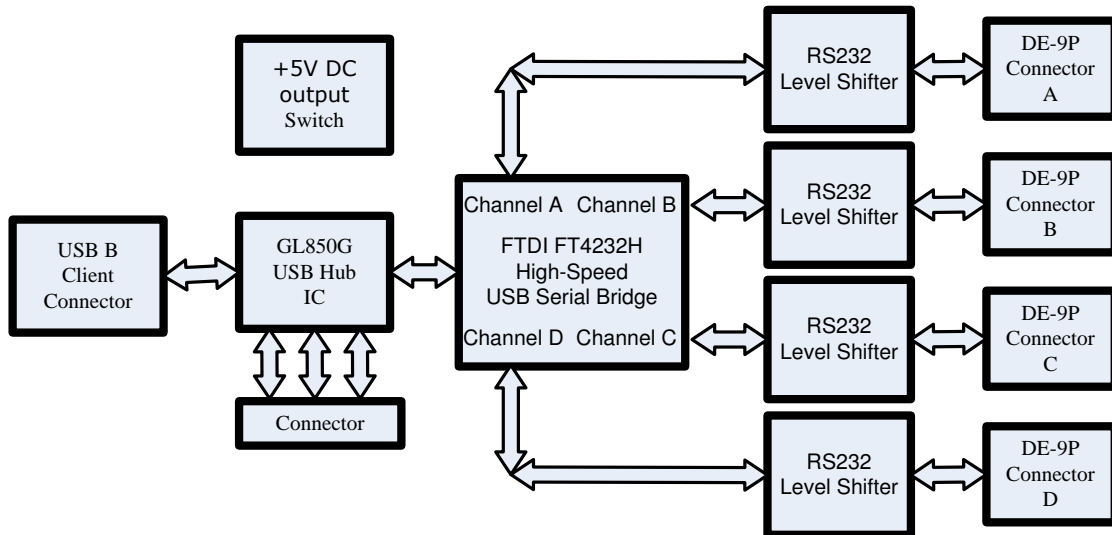 +5V DC
output
Switch
RS232
Level Shifter
DE-9P
Connector
A
Channel A Channel B
RS232
Level Shifter
DE-9P
Connector
B
USB B
Client
Connector
GL850G
USB Hub
IC
FTDI FT4232H
High-Speed
USB Serial Bridge
Channel D Channel C
RS232
Level Shifter
DE-9P
Connector
C
Connector
RS232
Level Shifter
DE-9P
Connector
D